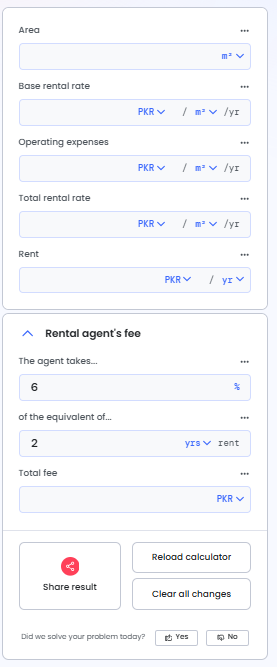 Area ...
m²
Base rental rate ...
PKR / m² /yr
Operating expenses ...
PKR / m² /yr
Total rental rate ...
PKR / m² /yr
Rent ...
PKR / yr
Rental agent's fee
The agent takes... ...
6 %
of the equivalent of... ...
2 yrs rent
Total fee ...
PKR
Share result
Reload calculator
Clear all changes
Did we solve your problem today? Yes No